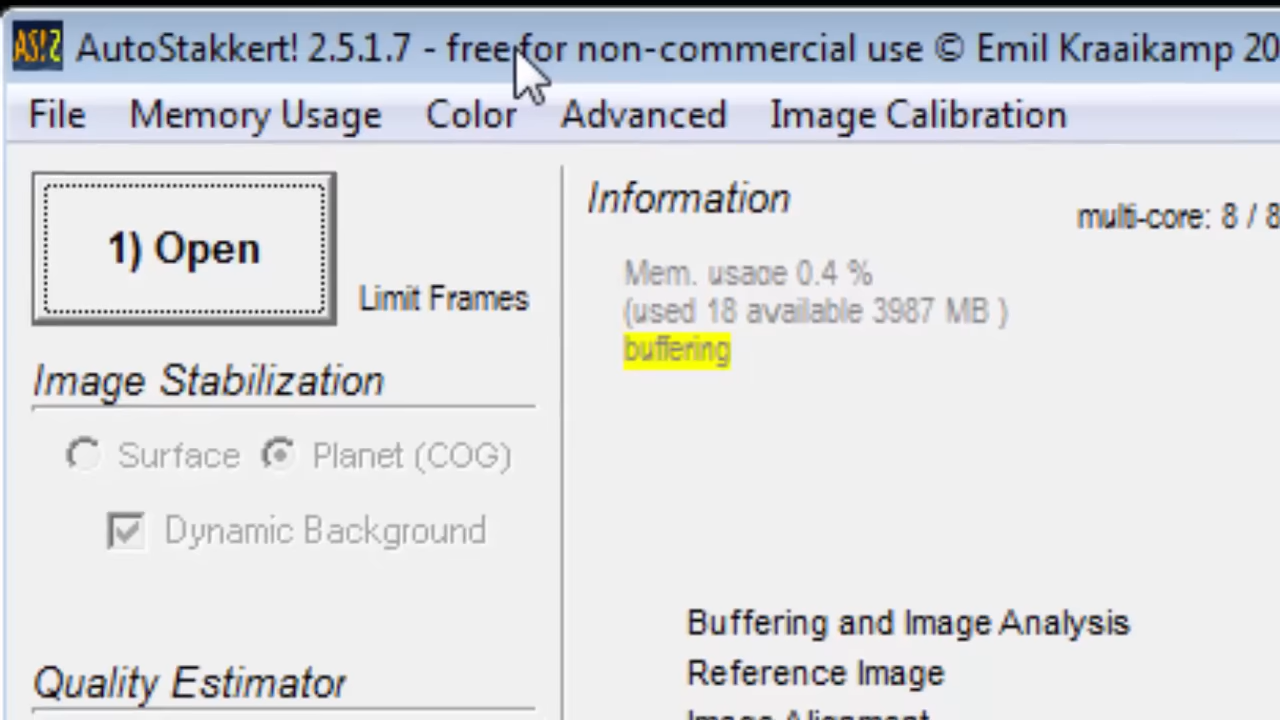 AS!2 AutoStakkert! 2.5.1.7 - free for non-commercial use © Emil Kraaikamp 20
File Memory Usage Color Advanced Image Calibration
1) Open
Limit Frames
Image Stabilization
Surface Planet (COG)
Dynamic Background
Quality Estimator
Information
multi-core: 8 / 8
Mem. usage 0.4 %
(used 18 available 3987 MB )
buffering
Buffering and Image Analysis
Reference Image
Image Alignment